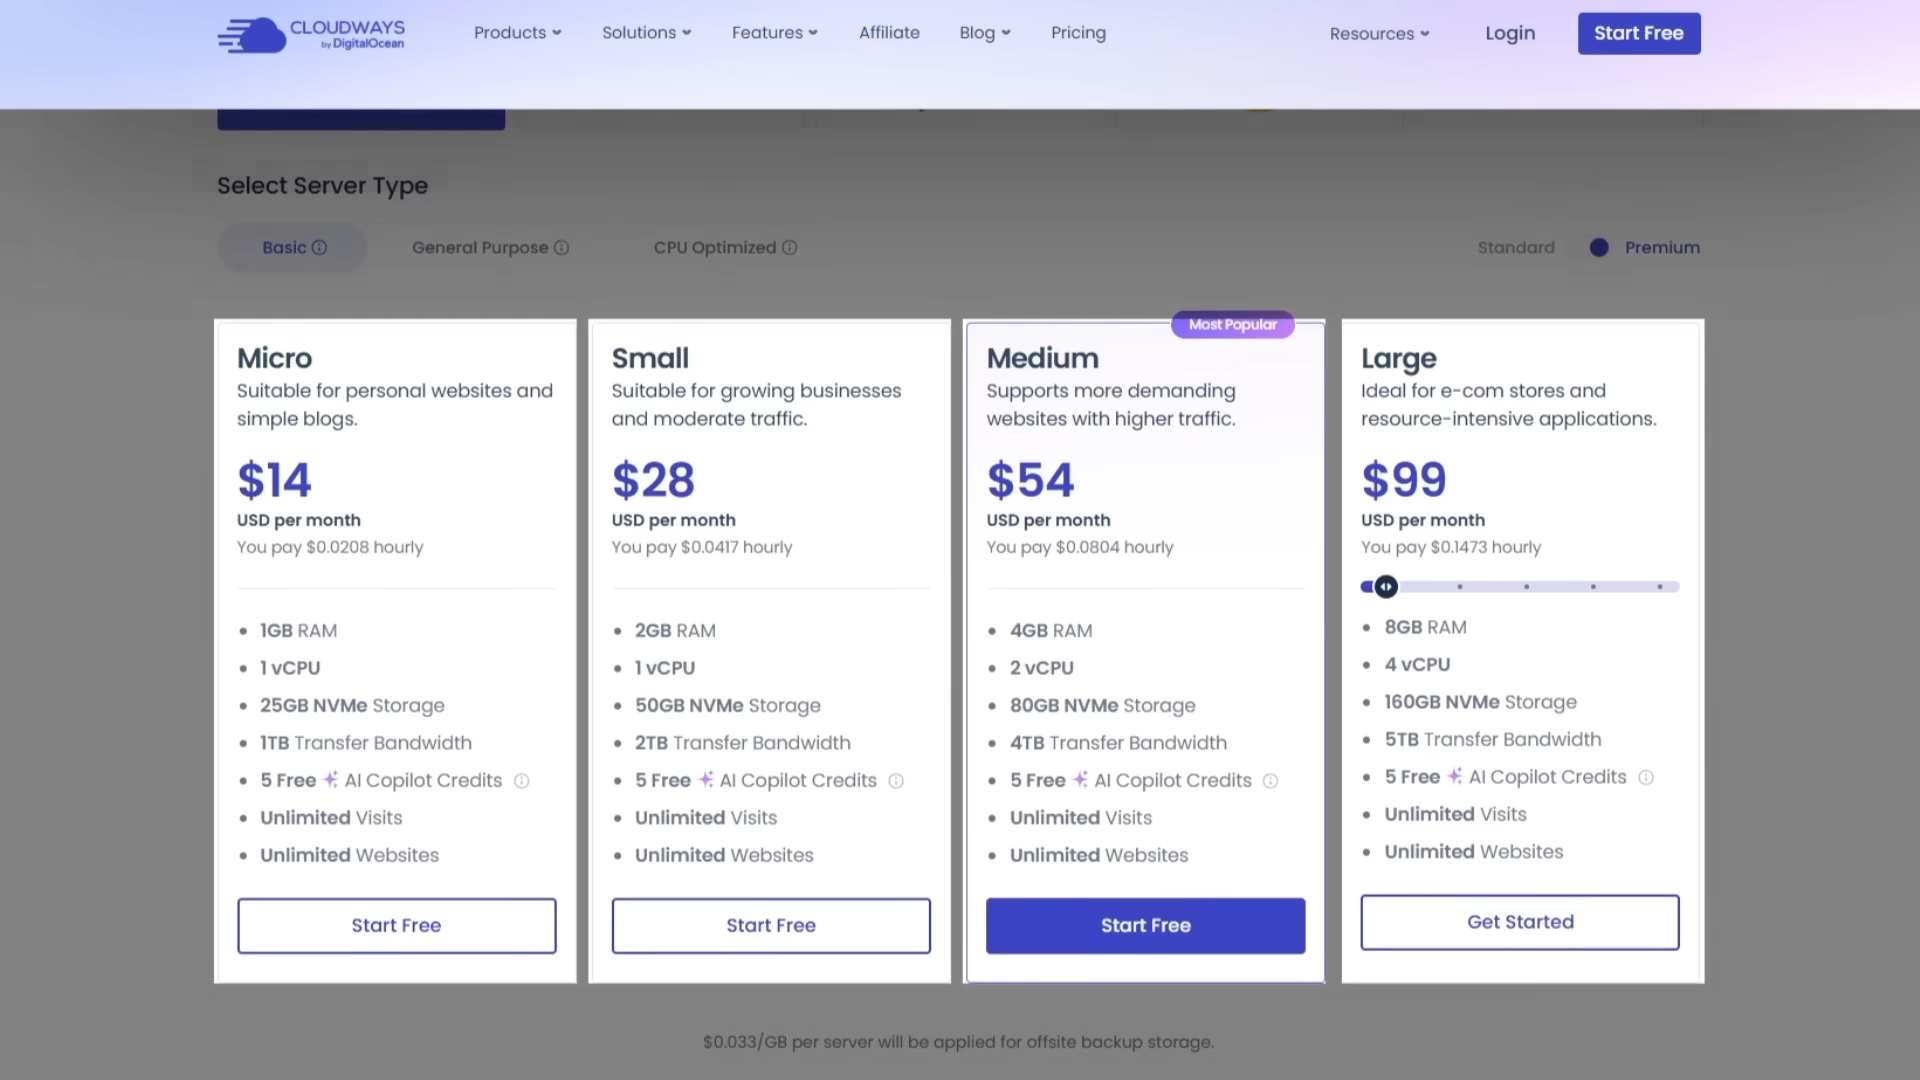 CLOUDWAYS
by DigitalOcean
Products
Solutions
Features
Affiliate
Blog
Pricing
Resources
Login
Start Free
Select Server Type
Basic
General Purpose
CPU Optimized
Standard
Premium
Micro
Suitable for personal websites and
simple blogs.
$14
USD per month
You pay $0.0208 hourly
1GB RAM
1 vCPU
25GB NVMe Storage
1TB Transfer Bandwidth
5 Free AI Copilot Credits
Unlimited Visits
Unlimited Websites
Start Free
Small
Suitable for growing businesses
and moderate traffic.
$28
USD per month
You pay $0.0417 hourly
2GB RAM
1 vCPU
50GB NVMe Storage
2TB Transfer Bandwidth
5 Free AI Copilot Credits
Unlimited Visits
Unlimited Websites
Start Free
Most Popular
Medium
Supports more demanding
websites with higher traffic.
$54
USD per month
You pay $0.0804 hourly
4GB RAM
2 vCPU
80GB NVMe Storage
4TB Transfer Bandwidth
5 Free AI Copilot Credits
Unlimited Visits
Unlimited Websites
Start Free
Large
Ideal for e-com stores and
resource-intensive applications.
$99
USD per month
You pay $0.1473 hourly
8GB RAM
4 vCPU
160GB NVMe Storage
5TB Transfer Bandwidth
5 Free AI Copilot Credits
Unlimited Visits
Unlimited Websites
Get Started
$0.033/GB per server will be applied for offsite backup storage.